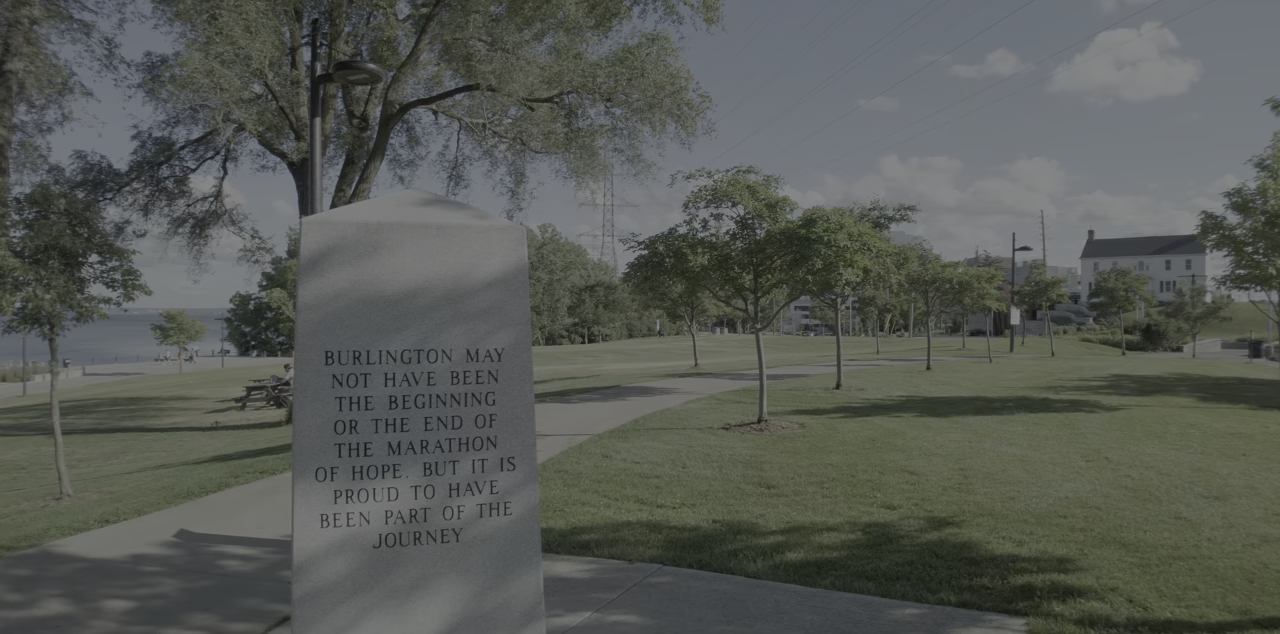 BURLINGTON MAY
NOT HAVE BEEN
THE BEGINNING
OR THE END OF
THE MARATHON
OF HOPE. BUT IT IS
PROUD TO HAVE
BEEN PART OF THE
JOURNEY